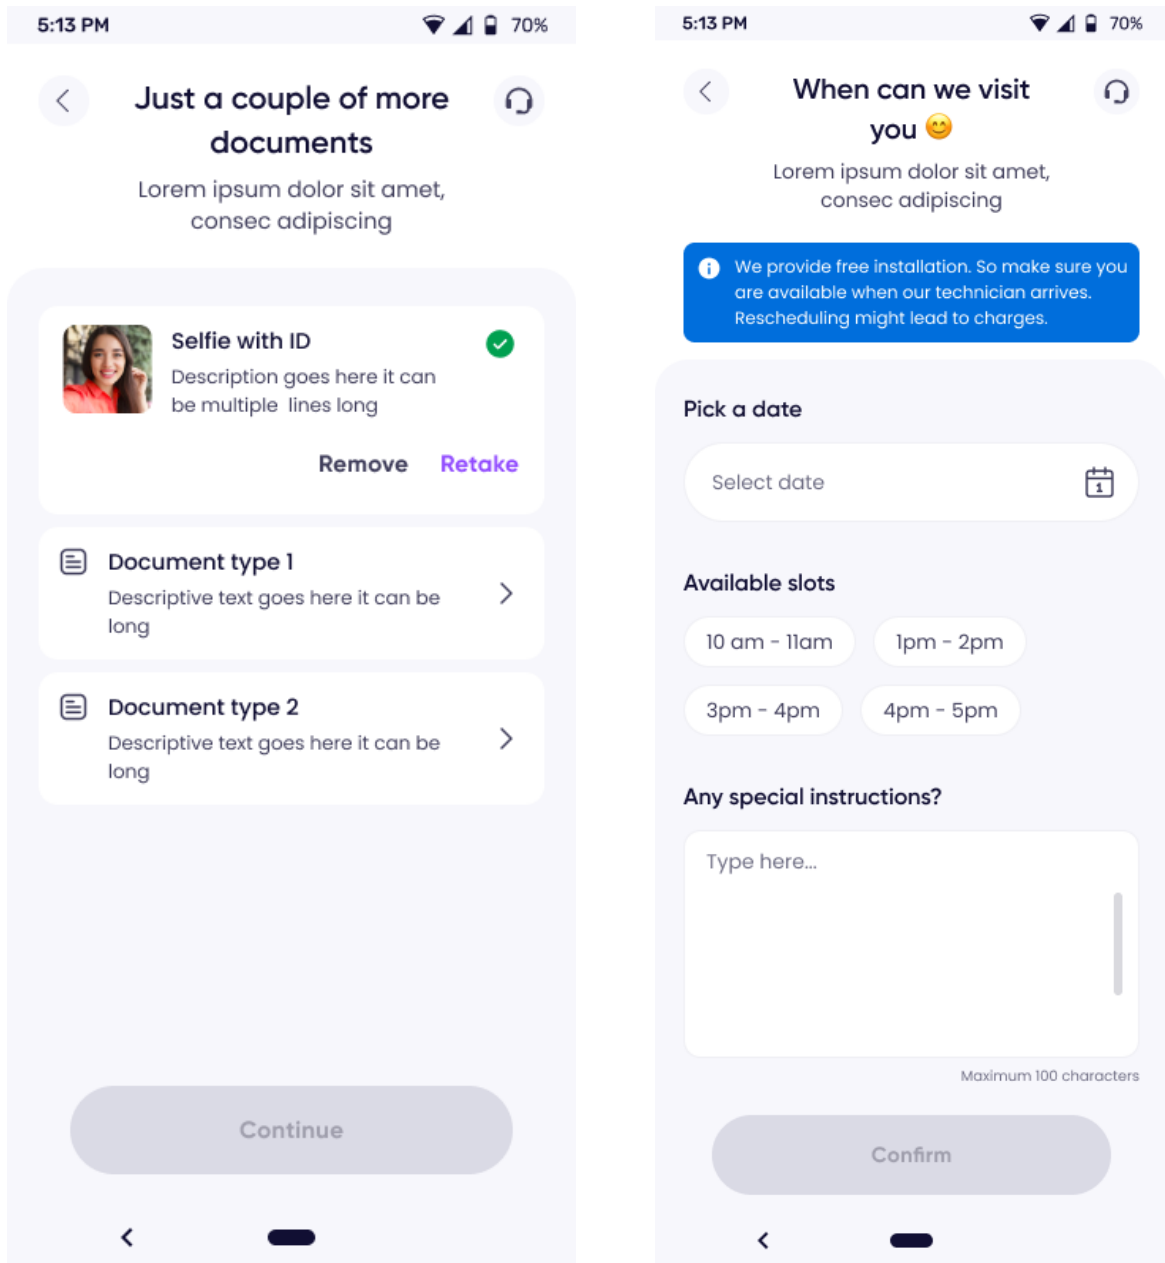 5:13 PM
70%
Just a couple of more
documents
Lorem ipsum dolor sit amet,
consec adipiscing
Selfie with ID
Description goes here it can
be multiple lines long
Remove
Retake
Document type 1
Descriptive text goes here it can be
long
Document type 2
Descriptive text goes here it can be
long
Continue
5:13 PM
70%
When can we visit
you 😊
Lorem ipsum dolor sit amet,
consec adipiscing
We provide free installation. So make sure you
are available when our technician arrives.
Rescheduling might lead to charges.
Pick a date
Select date
1
Available slots
10 am - 11am
1pm - 2pm
3pm - 4pm
4pm - 5pm
Any special instructions?
Type here...
Maximum 100 characters
Confirm